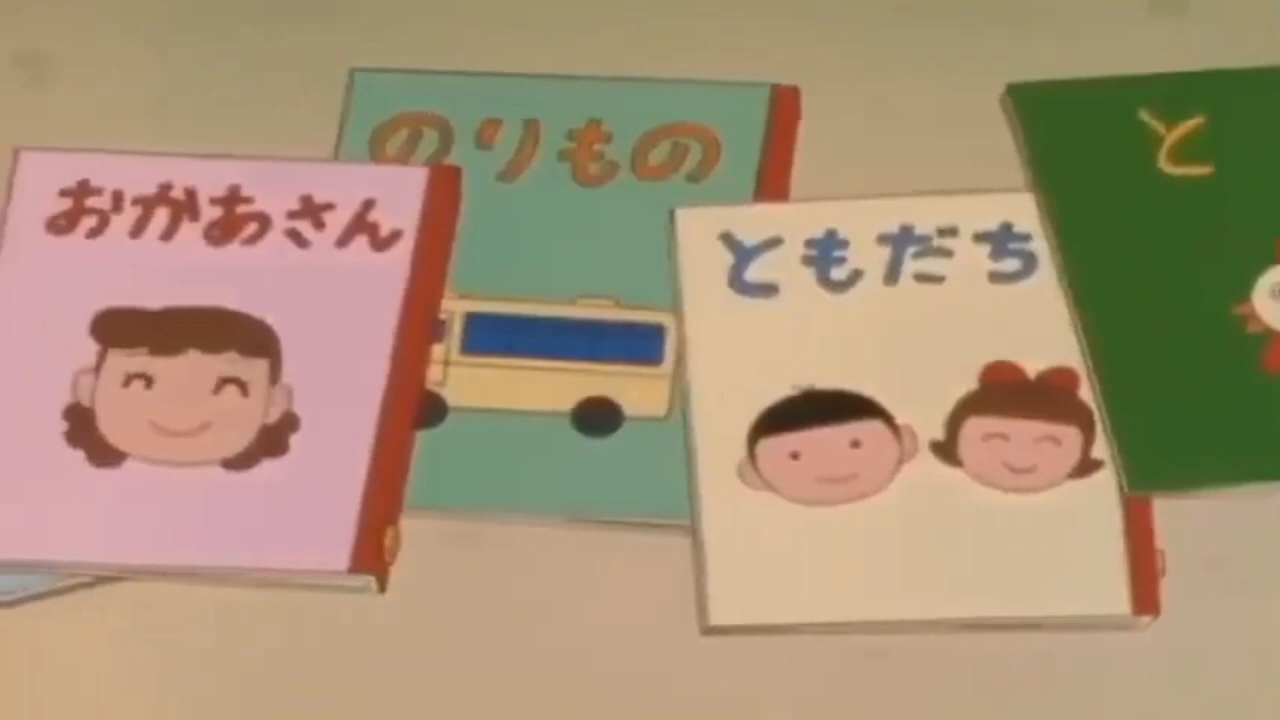 おかあさん
のりもの
ともだち
と